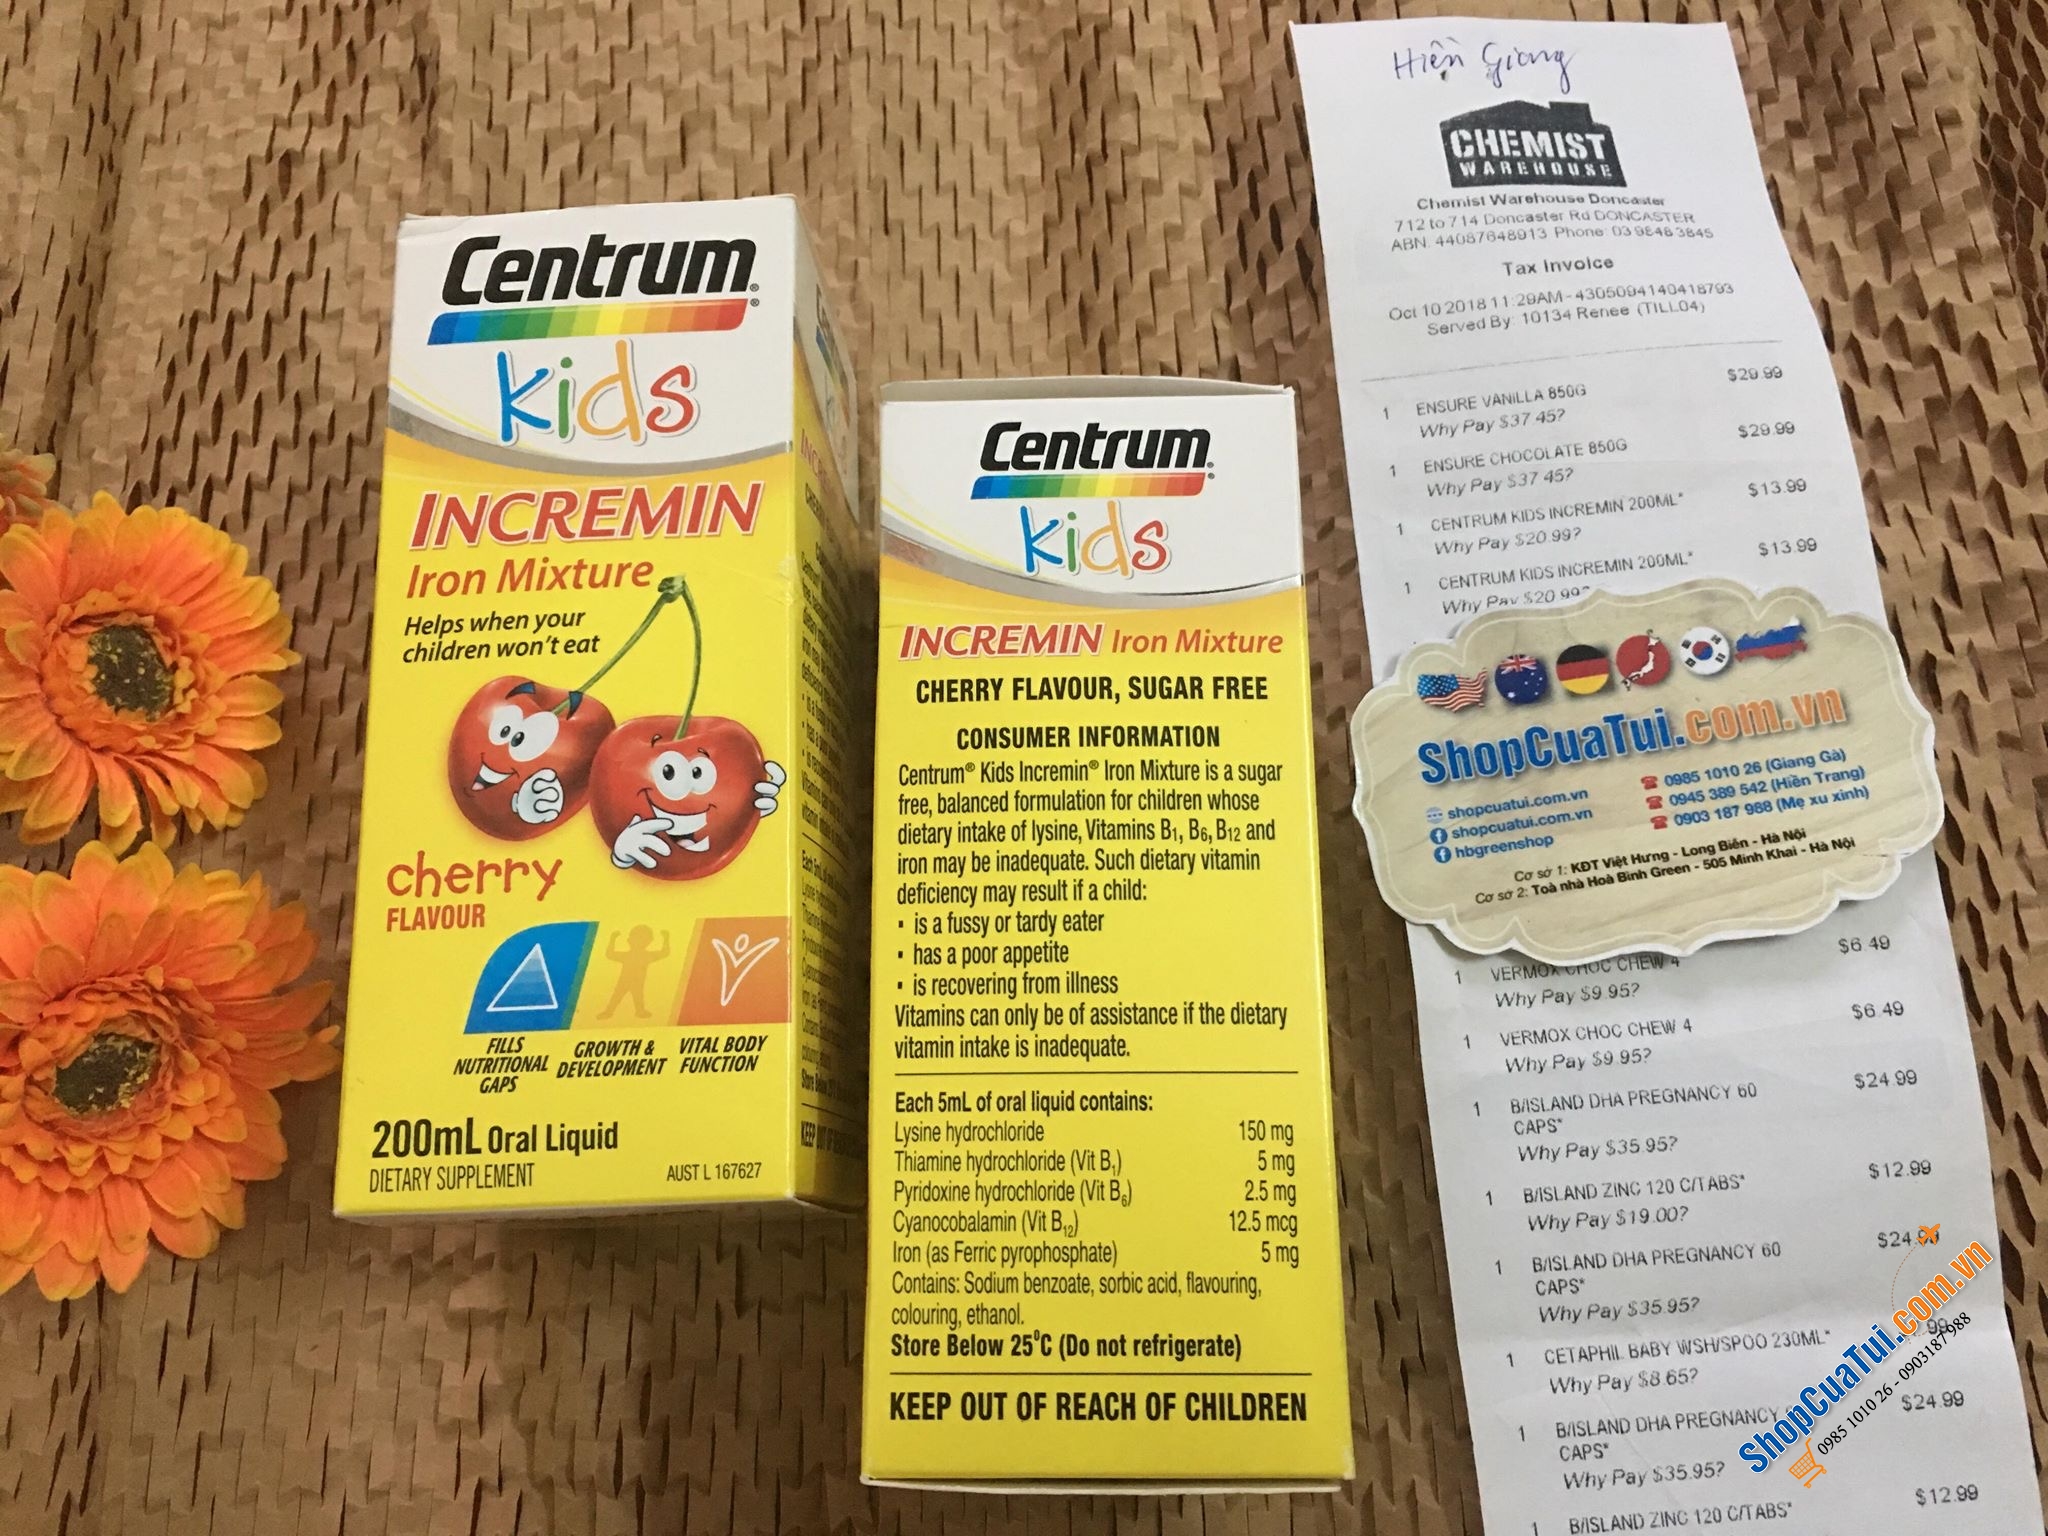 Centrum®
kids
INCREMIN
Iron Mixture
Helps when your
children won't eat
cherry
FLAVOUR
FILLS
NUTRITIONAL
GAPS
GROWTH &
DEVELOPMENT
VITAL BODY
FUNCTION
200mL Oral Liquid
DIETARY SUPPLEMENT
AUST L 167627
Centrum®
kids
INCREMIN Iron Mixture
CHERRY FLAVOUR, SUGAR FREE
CONSUMER INFORMATION
Centrum® Kids Incremin® Iron Mixture is a sugar
free, balanced formulation for children whose
dietary intake of lysine, Vitamins B1, B6, B12 and
iron may be inadequate. Such dietary vitamin
deficiency may result if a child:
▪ is a fussy or tardy eater
▪ has a poor appetite
▪ is recovering from illness
Vitamins can only be of assistance if the dietary
vitamin intake is inadequate.
Each 5mL of oral liquid contains:
Lysine hydrochloride 150 mg
Thiamine hydrochloride (Vit B1) 5 mg
Pyridoxine hydrochloride (Vit B6) 2.5 mg
Cyanocobalamin (Vit B12) 12.5 mcg
Iron (as Ferric pyrophosphate) 5 mg
Contains: Sodium benzoate, sorbic acid, flavouring,
colouring, ethanol.
Store Below 25°C (Do not refrigerate)
KEEP OUT OF REACH OF CHILDREN
Hiền Giang
CHEMIST
WAREHOUSE
Chemist Warehouse Doncaster
712 to 714 Doncaster Rd DONCASTER
ABN. 44087648913 Phone: 03 9848 3845
Tax Invoice
Oct 10 2018 11:29AM - 4305094140418793
Served By: 10134 Renee (TILL04)
1 ENSURE VANILLA 850G $29.99
Why Pay $37.45?
1 ENSURE CHOCOLATE 850G $29.99
Why Pay $37.45?
1 CENTRUM KIDS INCREMIN 200ML* $13.99
Why Pay $20.99?
1 CENTRUM KIDS INCREMIN 200ML* $13.99
Why Pay $20.99?
ShopCuaTui.com.vn
shopcuatui.com.vn
shopcuatui.com.vn
hbgreenshop
0985 1010 26 (Giang Gà)
0945 389 542 (Hiền Trang)
0903 187 988 (Mẹ xu xinh)
Cơ sở 1: KĐT Việt Hưng - Long Biên - Hà Nội
Cơ sở 2: Toà nhà Hoà Bình Green - 505 Minh Khai - Hà Nội
1 VERMOX CHOC CHEW 4 $6.49
Why Pay $9.95?
1 VERMOX CHOC CHEW 4 $6.49
Why Pay $9.95?
1 B/ISLAND DHA PREGNANCY 60 $24.99
CAPS*
Why Pay $35.95?
1 B/ISLAND ZINC 120 C/TABS* $12.99
Why Pay $19.00?
1 B/ISLAND DHA PREGNANCY 60 $24.99
CAPS*
Why Pay $35.95?
1 CETAPHIL BABY WSH/SPOO 230ML*
Why Pay $8.65?
1 B/ISLAND DHA PREGNANCY $24.99
CAPS*
Why Pay $35.95?
1 B/ISLAND ZINC 120 C/TABS* $12.99
ShopCuaTui.com.vn
0985 1010 26 - 0903187 988